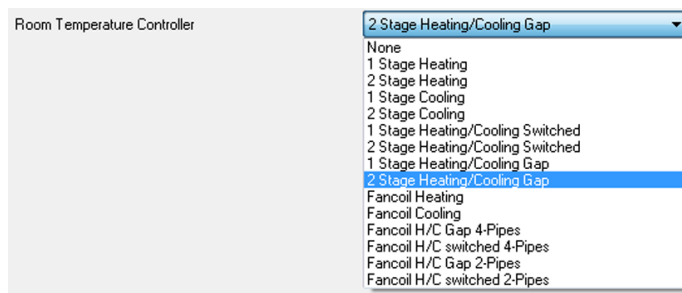 Room Temperature Controller
2 Stage Heating/Cooling Gap
None
1 Stage Heating
2 Stage Heating
1 Stage Cooling
2 Stage Cooling
1 Stage Heating/Cooling Switched
2 Stage Heating/Cooling Switched
1 Stage Heating/Cooling Gap
2 Stage Heating/Cooling Gap
Fancoil Heating
Fancoil Cooling
Fancoil H/C Gap 4-Pipes
Fancoil H/C switched 4-Pipes
Fancoil H/C Gap 2-Pipes
Fancoil H/C switched 2-Pipes